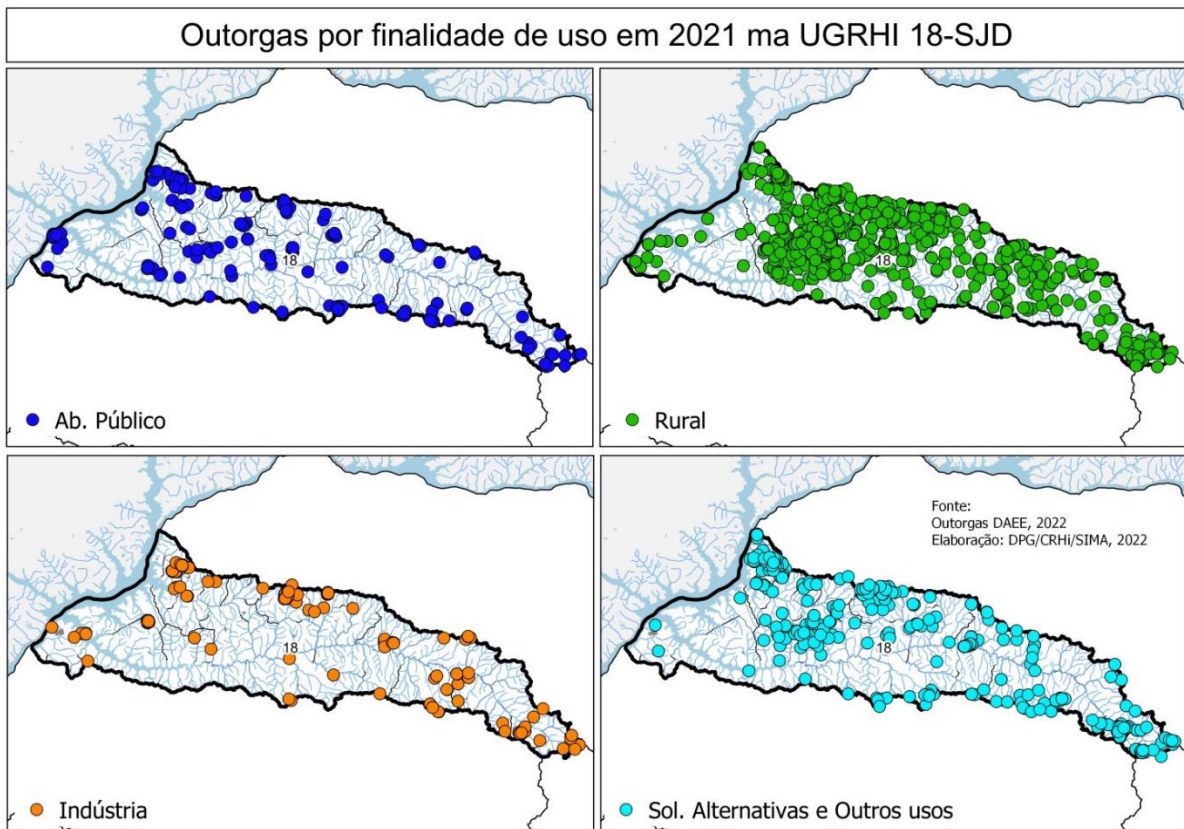 Outorgas por finalidade de uso em 2021 ma UGRHI 18-SJD
18
Ab. Público
18
Rural
18
Indústria
Fonte:
Outorgas DAEE, 2022
Elaboração: DPG/CRHi/SIMA, 2022
18
Sol. Alternativas e Outros usos